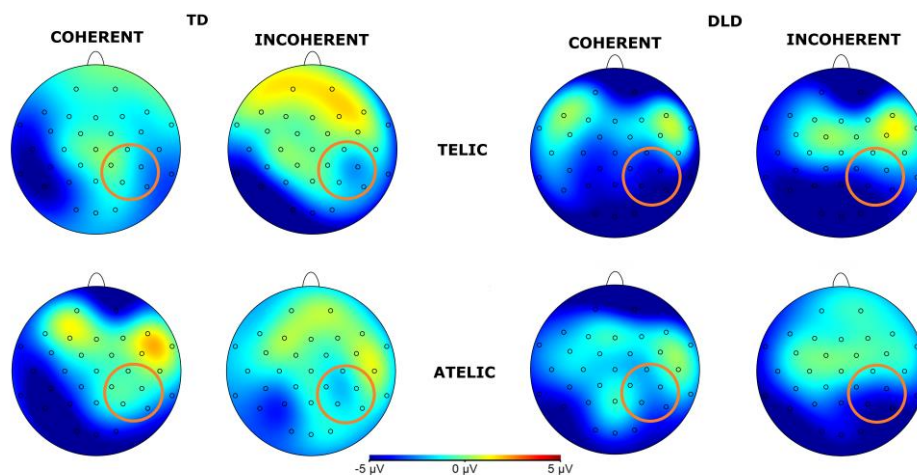 TD
DLD
COHERENT
INCOHERENT
COHERENT
INCOHERENT
TELIC
ATELIC
-5 µV 0 µV 5 µV